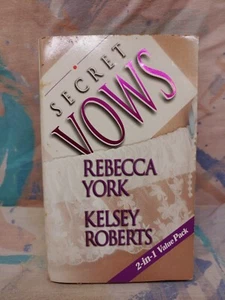 SECRET
VOWS
REBECCA
YORK
KELSEY
ROBERTS
2-In-1 Value Pack